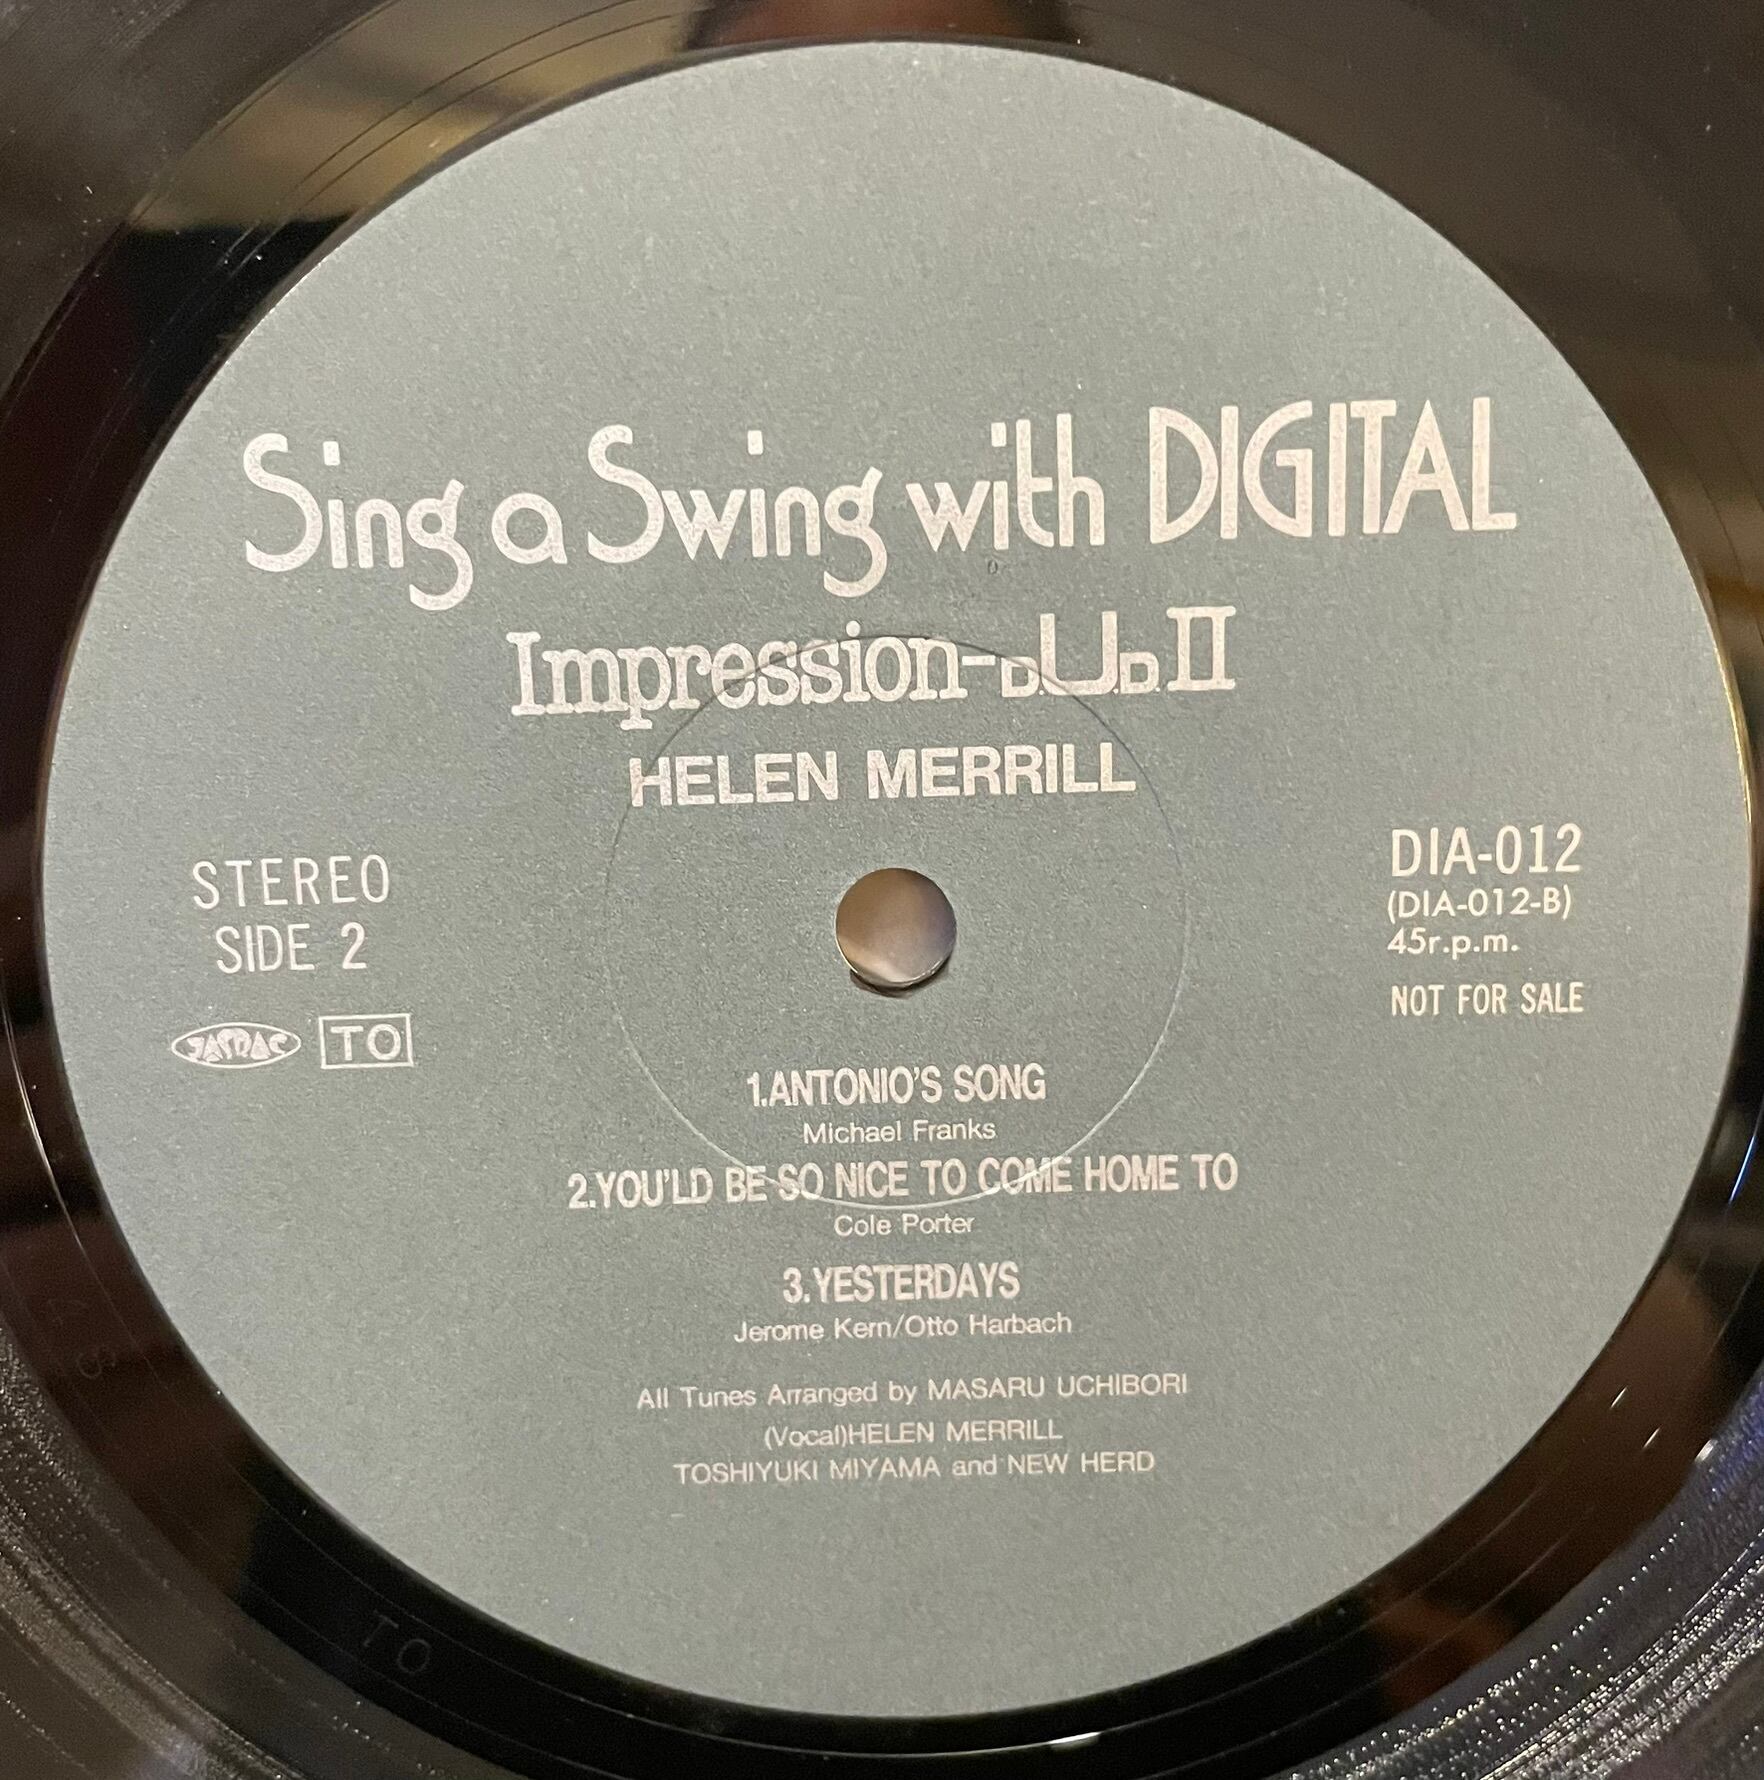 Sing a Swing with DIGITAL
Impression-D.U.D.II
HELEN MERRILL
STEREO
SIDE 2
JASRAC
TO
DIA-012
(DIA-012-B)
45r.p.m.
NOT FOR SALE
1.ANTONIO'S SONG
Michael Franks
2.YOU'LD BE SO NICE TO COME HOME TO
Cole Porter
3.YESTERDAYS
Jerome Kern/Otto Harbach
All Tunes Arranged by MASARU UCHIBORI
(Vocal)HELEN MERRILL
TOSHIYUKI MIYAMA and NEW HERD
TO